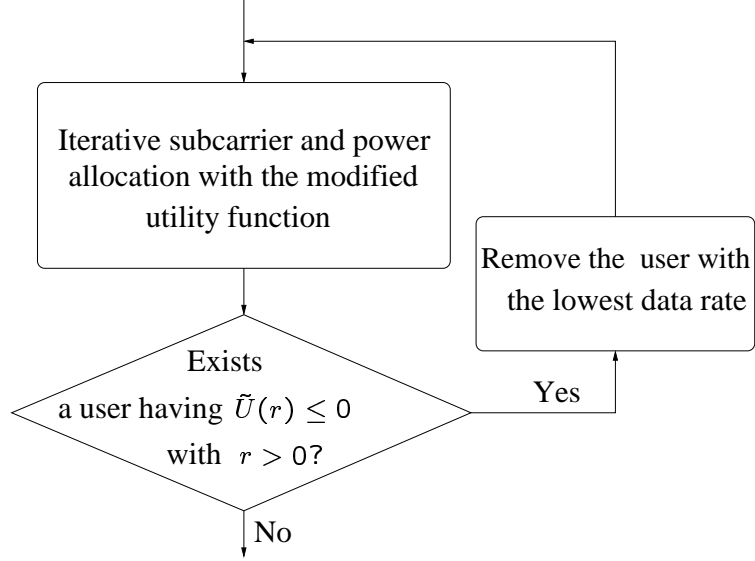 Iterative subcarrier and power
allocation with the modified
utility function
Remove the user with
the lowest data rate
Exists
a user having Ũ(r) ≤ 0
with r > 0?
Yes
No